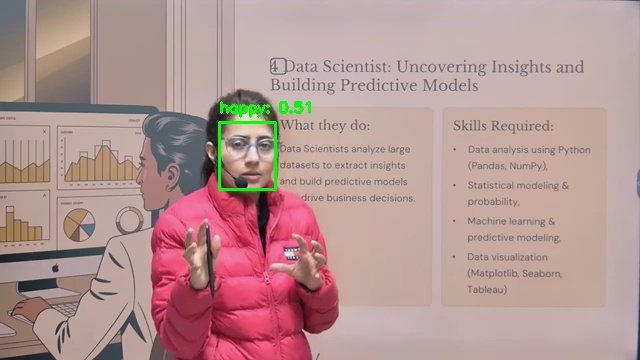 4 Data Scientist: Uncovering Insights and
Building Predictive Models
happy: 0.51
What they do:
Data Scientists analyze large
datasets to extract insights
and build predictive models
drive business decisions.
Skills Required:
• Data analysis using Python
(Pandas, NumPy),
• Statistical modeling &
probability,
• Machine learning &
predictive modeling,
• Data visualization
(Matplotlib, Seaborn,
Tableau)